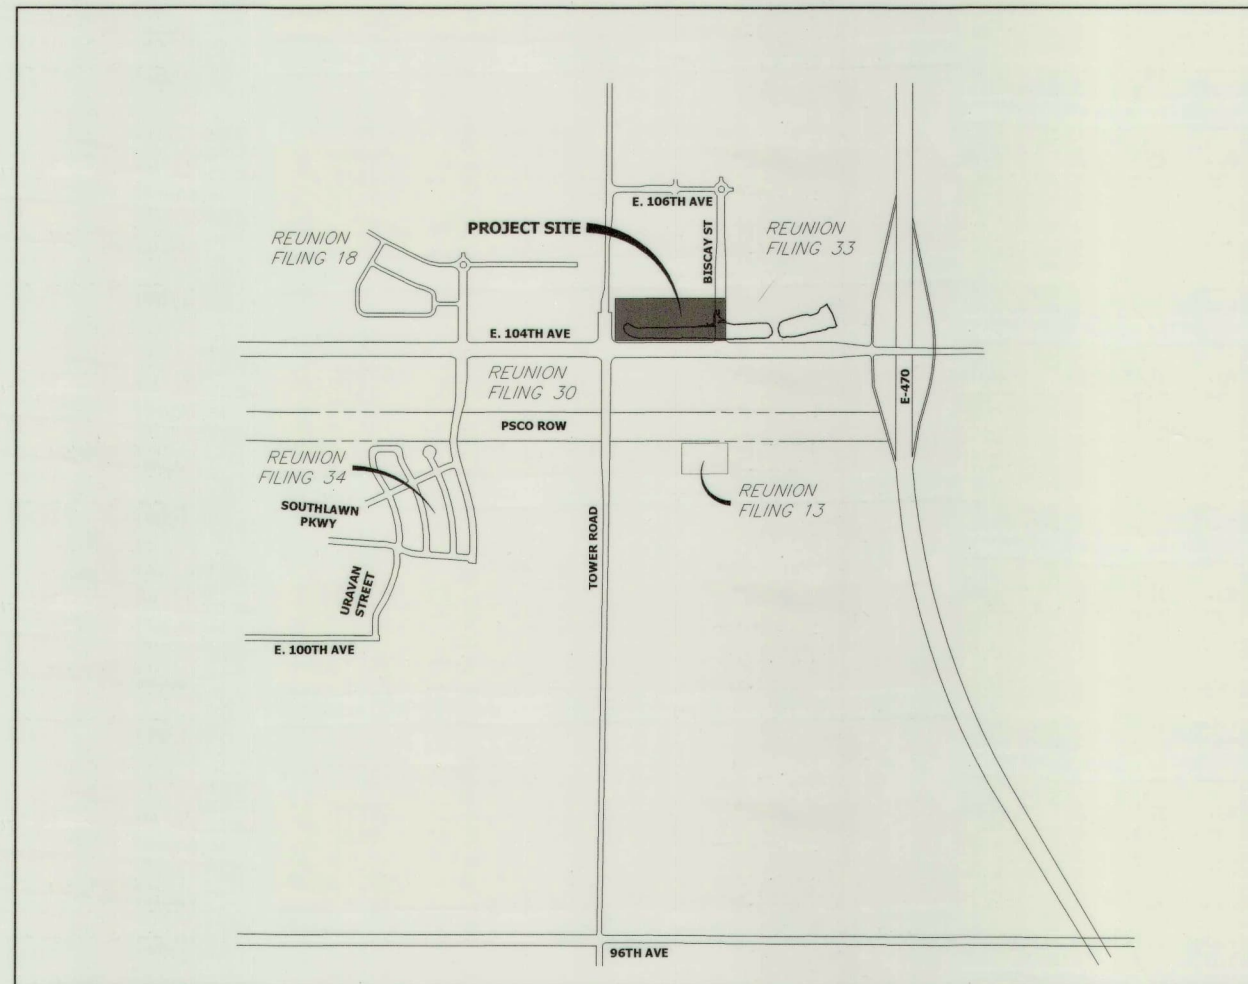 E. 106TH AVE
PROJECT SITE
BISCAY ST
REUNION
FILING 33
REUNION
FILING 18
E. 104TH AVE
REUNION
FILING 30
E-470
PSCO ROW
REUNION
FILING 34
REUNION
FILING 13
SOUTHLAWN
PKWY
TOWER ROAD
URAVAN
STREET
E. 100TH AVE
96TH AVE